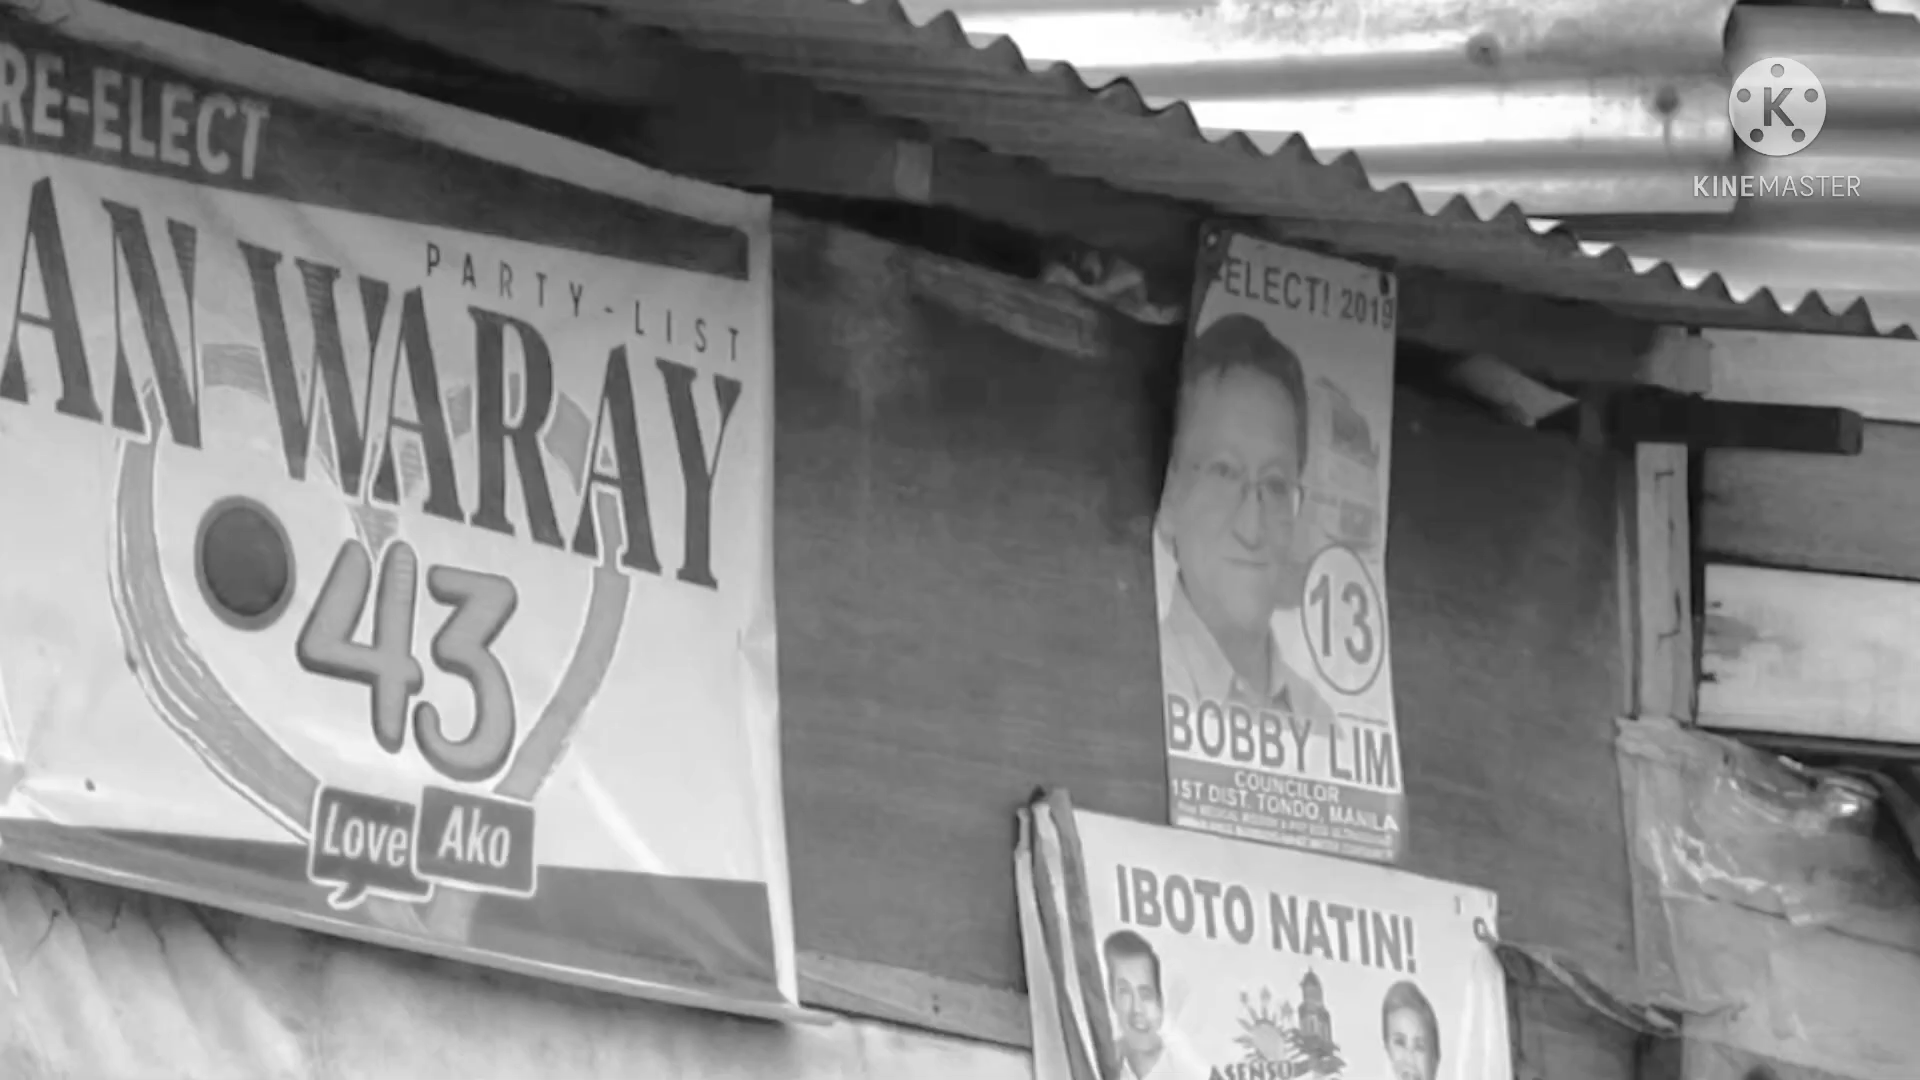 RE-ELECT
PARTY-LIST
AN WARAY
43
Love Ako
ELECT! 2019
13
BOBBY LIM
COUNCILOR
1ST DIST. TONDO, MANILA
IBOTO NATIN!
ASENSO
KINEMASTER